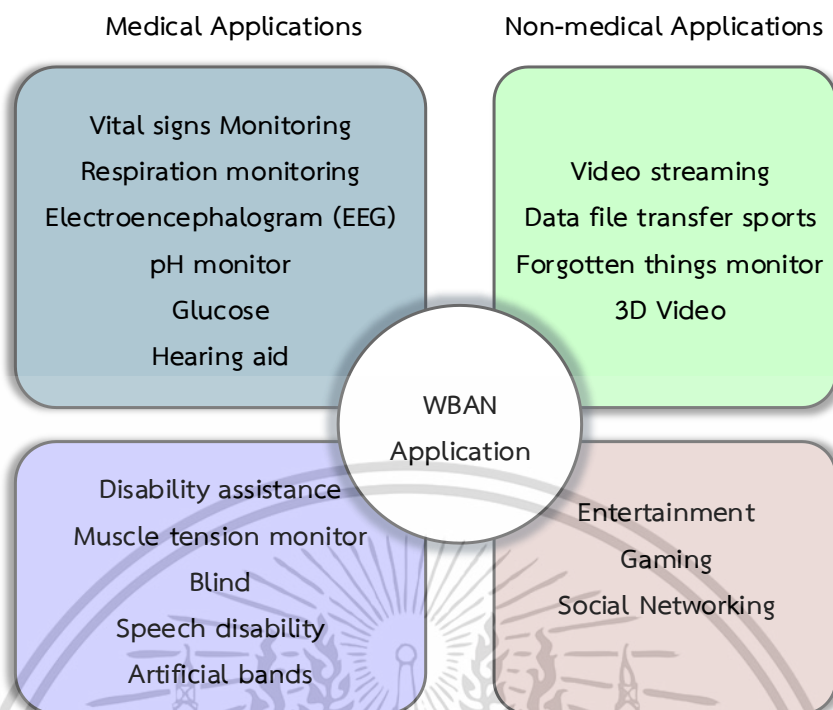 Medical Applications
Non-medical Applications
Vital signs Monitoring
Respiration monitoring
Electroencephalogram (EEG)
pH monitor
Glucose
Hearing aid
Video streaming
Data file transfer sports
Forgotten things monitor
3D Video
WBAN
Application
Disability assistance
Muscle tension monitor
Blind
Speech disability
Artificial bands
Entertainment
Gaming
Social Networking